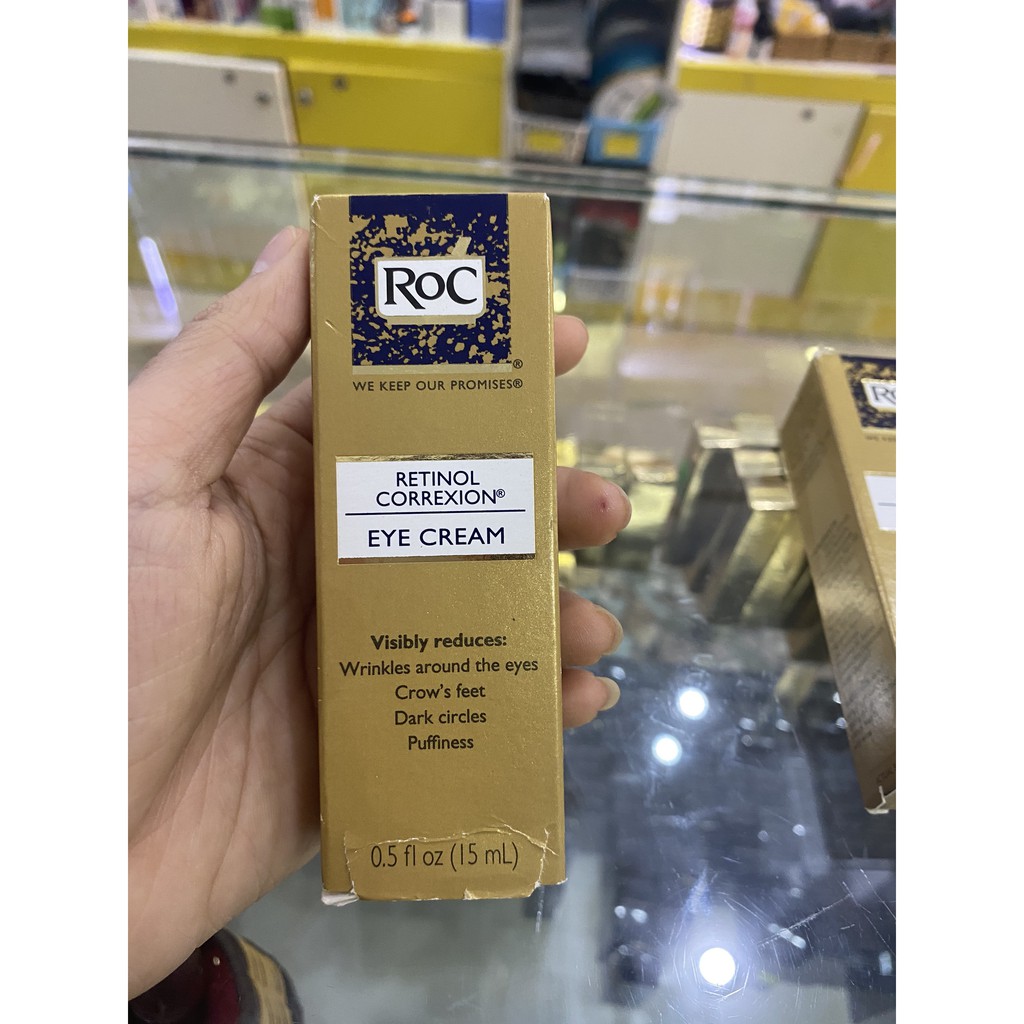 RoC
®
WE KEEP OUR PROMISES®
RETINOL
CORREXION®
EYE CREAM
Visibly reduces:
Wrinkles around the eyes
Crow's feet
Dark circles
Puffiness
0.5 fl oz (15 mL)